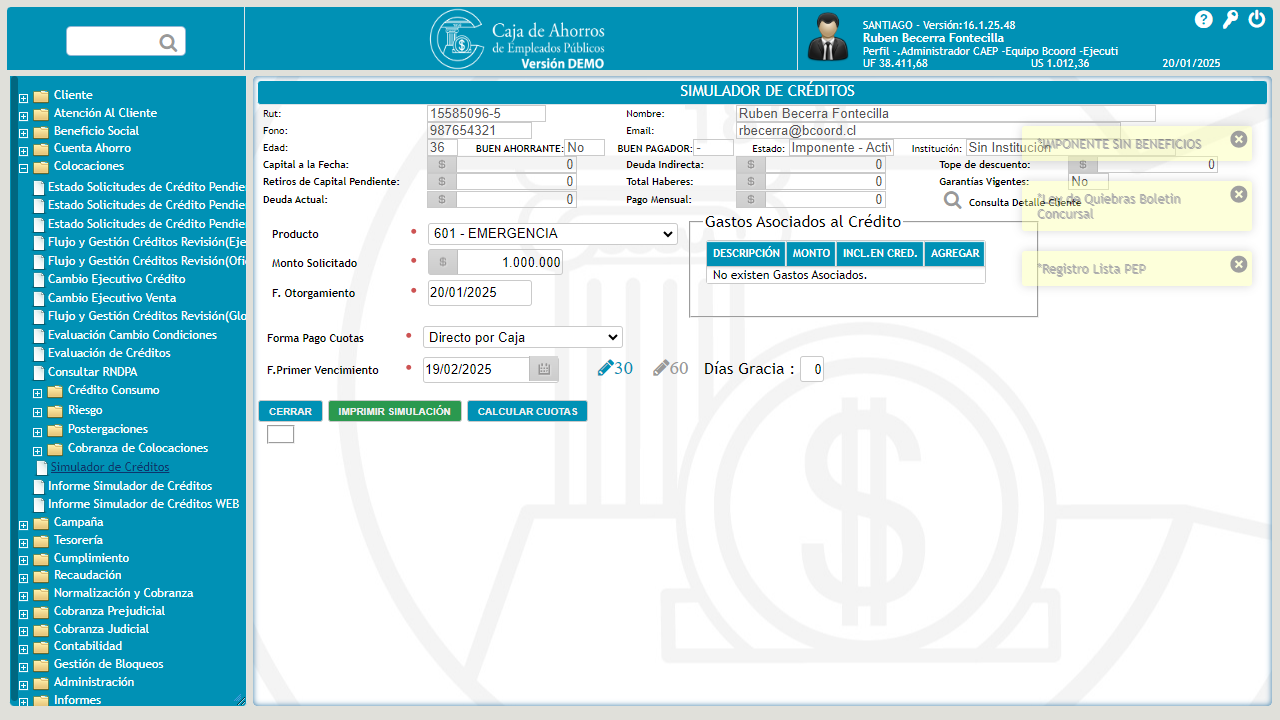 Caja de Ahorros
de Empleados Públicos
Versión DEMO
SANTIAGO - Versión:16.1.25.48
Ruben Becerra Fontecilla
Perfil -.Administrador CAEP -Equipo Bcoord -Ejecuti
UF 38.411,68 US 1.012,36 20/01/2025
Cliente
Atención Al Cliente
Beneficio Social
Cuenta Ahorro
Colocaciones
Estado Solicitudes de Crédito Pendie
Estado Solicitudes de Crédito Pendie
Estado Solicitudes de Crédito Pendie
Flujo y Gestión Créditos Revisión(Eje
Flujo y Gestión Créditos Revisión(Ofi
Cambio Ejecutivo Crédito
Cambio Ejecutivo Venta
Flujo y Gestión Créditos Revisión(Glo
Evaluación Cambio Condiciones
Evaluación de Créditos
Consultar RNDPA
Crédito Consumo
Riesgo
Postergaciones
Cobranza de Colocaciones
Simulador de Créditos
Informe Simulador de Créditos
Informe Simulador de Créditos WEB
Campaña
Tesorería
Cumplimiento
Recaudación
Normalización y Cobranza
Cobranza Prejudicial
Cobranza Judicial
Contabilidad
Gestión de Bloqueos
Administración
Informes
SIMULADOR DE CRÉDITOS
Rut: 15585096-5 Nombre: Ruben Becerra Fontecilla
Fono: 987654321 Email: rbecerra@bcoord.cl
Edad: 36 BUEN AHORRANTE: No BUEN PAGADOR: - Estado: Imponente - Activ Institución: Sin Institución
Capital a la Fecha: $ 0 Deuda Indirecta: $ 0 Tope de descuento: $ 0
Retiros de Capital Pendiente: $ 0 Total Haberes: $ 0 Garantías Vigentes: No
Deuda Actual: $ 0 Pago Mensual: $ 0 Consulta Detalle Cliente
*IMPONENTE SIN BENEFICIOS
*Ley de Quiebras Boletin
Concursal
*Registro Lista PEP
Producto * 601 - EMERGENCIA
Monto Solicitado * $ 1.000.000
F. Otorgamiento * 20/01/2025
Gastos Asociados al Crédito
DESCRIPCIÓN MONTO INCL.EN CRED. AGREGAR
No existen Gastos Asociados.
Forma Pago Cuotas * Directo por Caja
F.Primer Vencimiento * 19/02/2025 30 60 Días Gracia : 0
CERRAR IMPRIMIR SIMULACIÓN CALCULAR CUOTAS